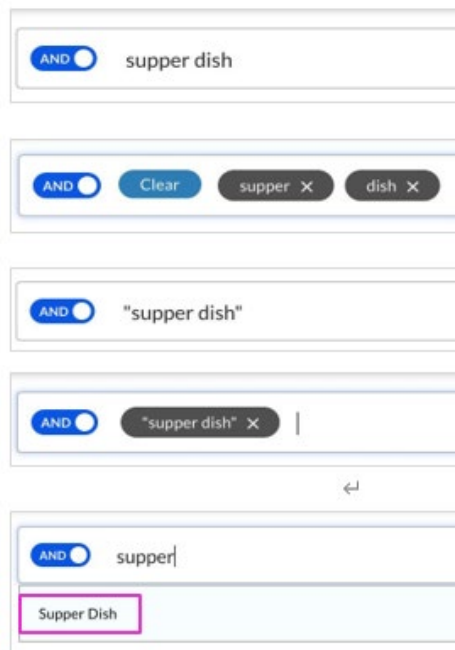 AND supper dish
AND Clear supper × dish ×
AND "supper dish"
AND "supper dish" ×
↵
AND supper
Supper Dish